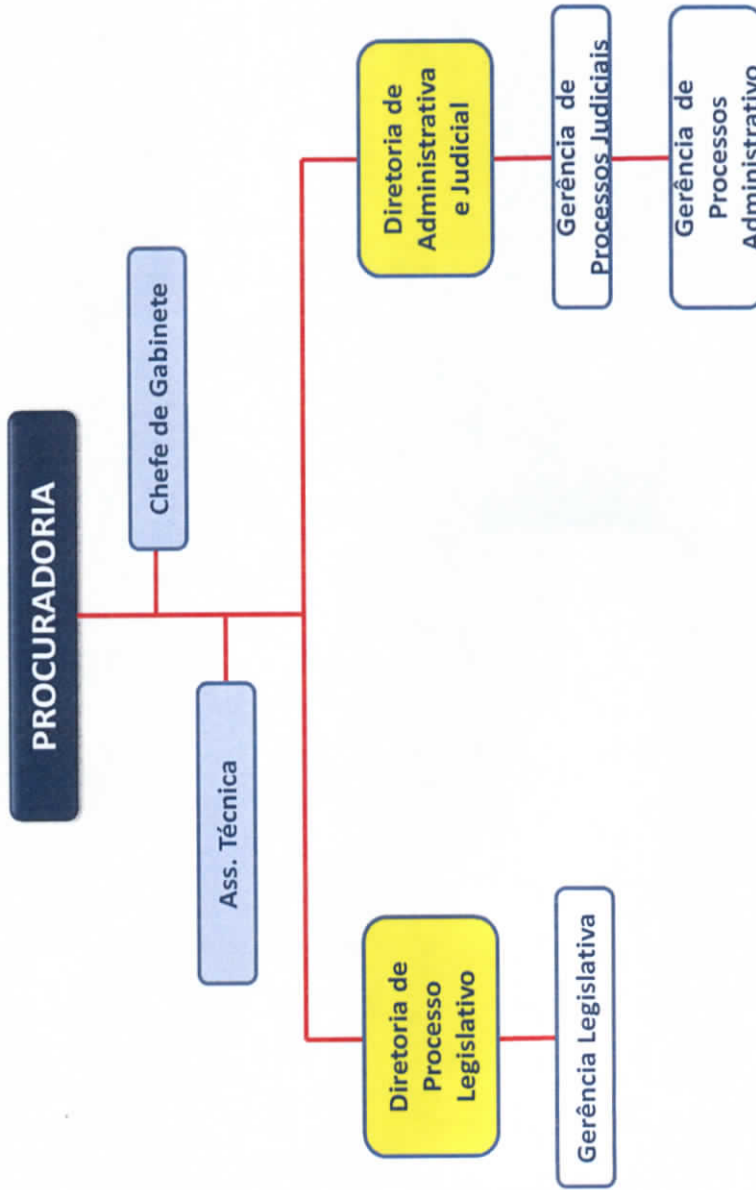 PROCURADORIA
Chefe de Gabinete
Ass. Técnica
Diretoria de
Processo
Legislativo
Gerência Legislativa
Diretoria de
Administrativa
e Judicial
Gerência de
Processos Judiciais
Gerência de
Processos
Administrativo